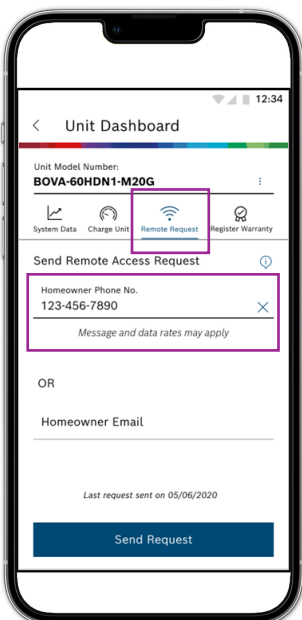 12:34
Unit Dashboard
Unit Model Number:
BOVA-60HDN1-M20G
System Data Charge Unit Remote Request Register Warranty
Send Remote Access Request
Homeowner Phone No.
123-456-7890
Message and data rates may apply
OR
Homeowner Email
Last request sent on 05/06/2020
Send Request